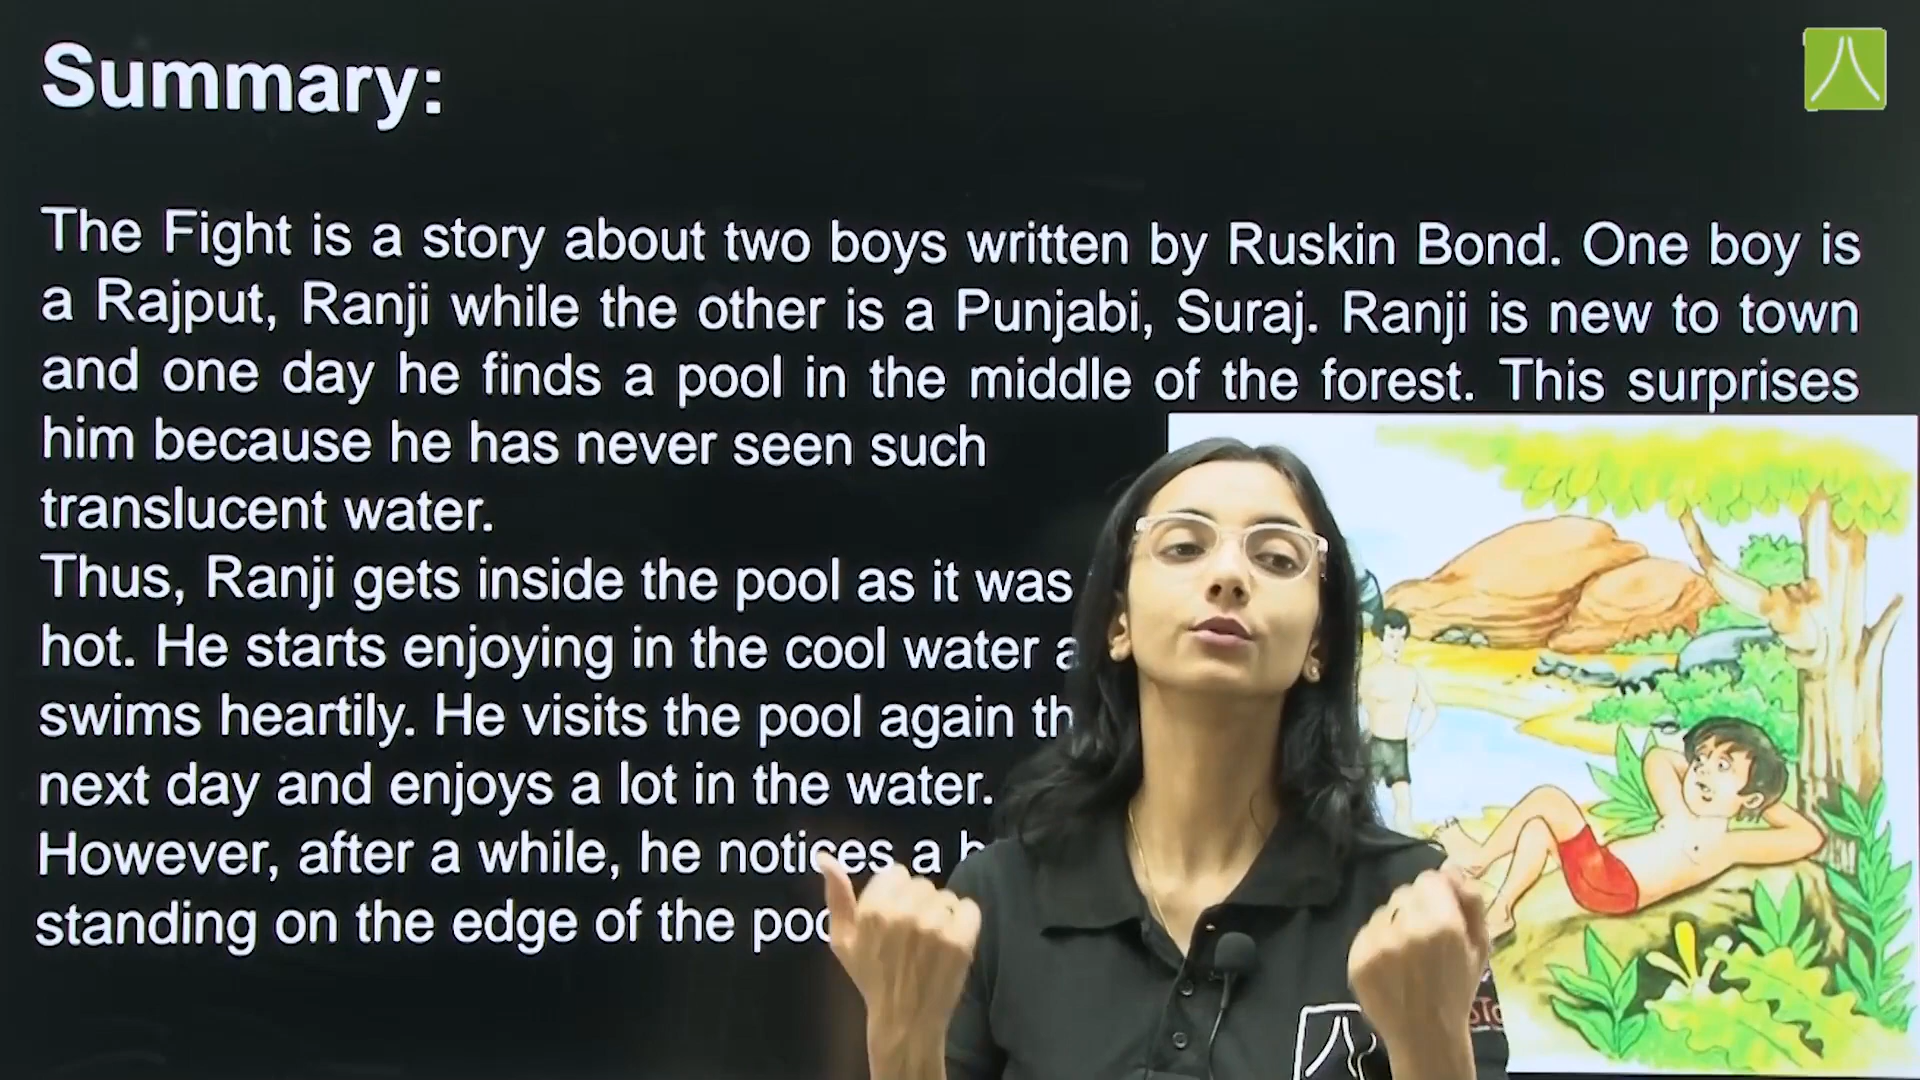 Summary:
The Fight is a story about two boys written by Ruskin Bond. One boy is
a Rajput, Ranji while the other is a Punjabi, Suraj. Ranji is new to town
and one day he finds a pool in the middle of the forest. This surprises
him because he has never seen such
translucent water.
Thus, Ranji gets inside the pool as it was
hot. He starts enjoying in the cool water
swims heartily. He visits the pool again
next day and enjoys a lot in the water.
However, after a while, he notices a
standing on the edge of the